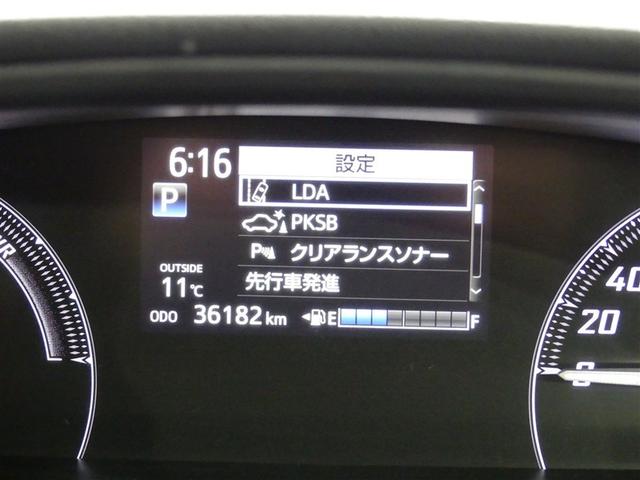 6:16
設定
P
LDA
PKSB
P クリアランスソナー
先行車発進
OUTSIDE
11℃
ODO 36182 km
E F
40
20
0